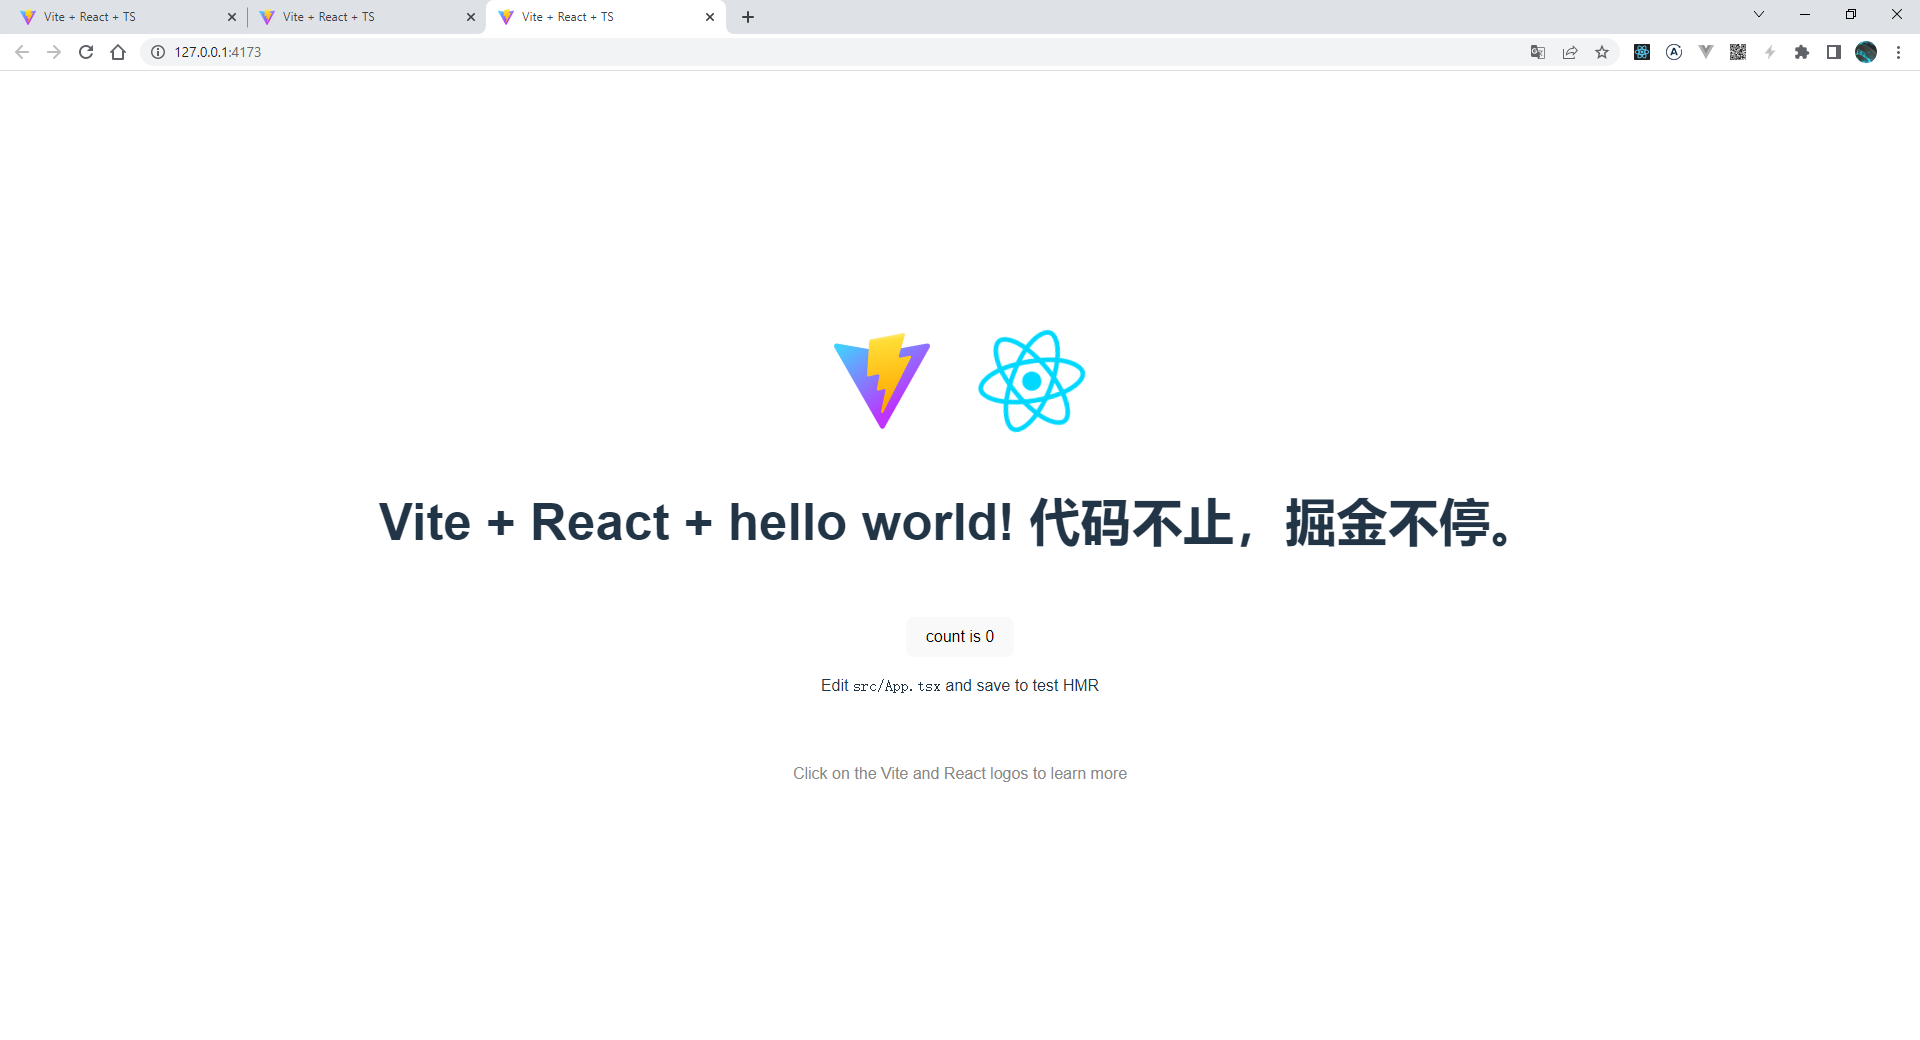 Vite + React + TS
Vite + React + TS
Vite + React + TS
127.0.0.1:4173
Vite + React + hello world! 代码不止，掘金不停。
count is 0
Edit src/App.tsx and save to test HMR
Click on the Vite and React logos to learn more